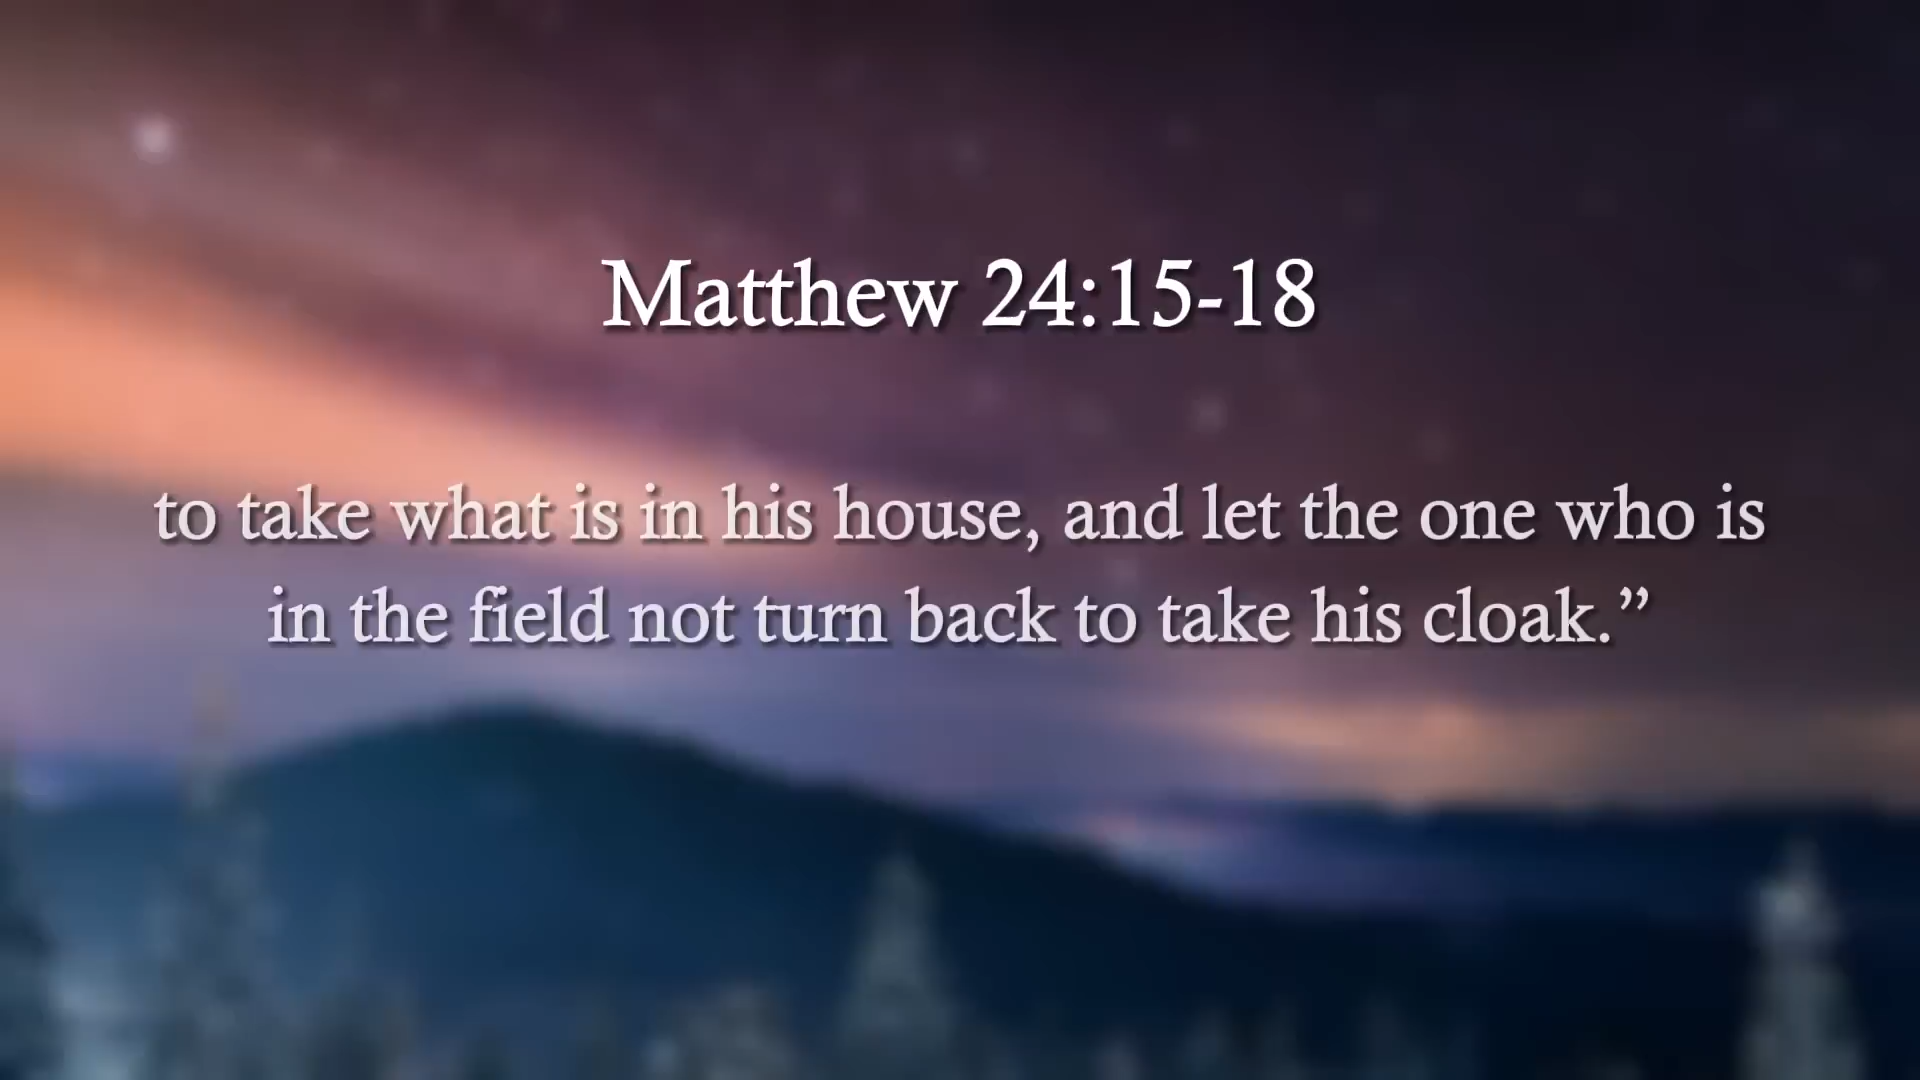 Matthew 24:15-18
to take what is in his house, and let the one who is
in the field not turn back to take his cloak.”